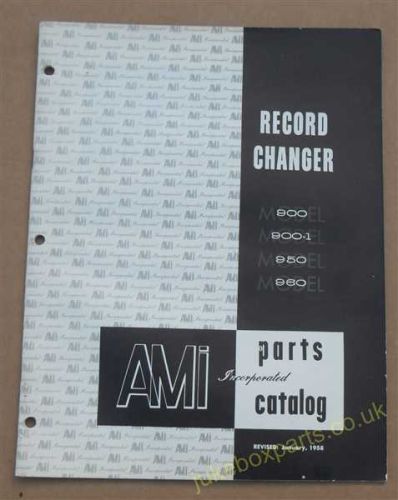 RECORD
CHANGER
MODEL 900
MODEL 900-1
MODEL 950
MODEL 960
AMi
Incorporated
parts
catalog
REVISED: January, 1958
jukeboxparts.co.uk